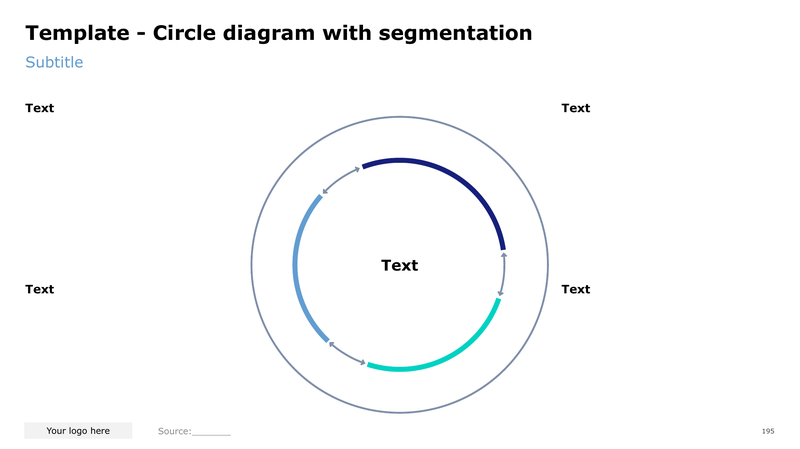 Template - Circle diagram with segmentation
Subtitle
Text
Text
Text
Text
Text
Your logo here
Source:_______
195